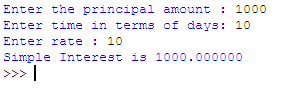 Enter the principal amount : 1000
Enter time in terms of days: 10
Enter rate : 10
Simple Interest is 1000.000000
>>>